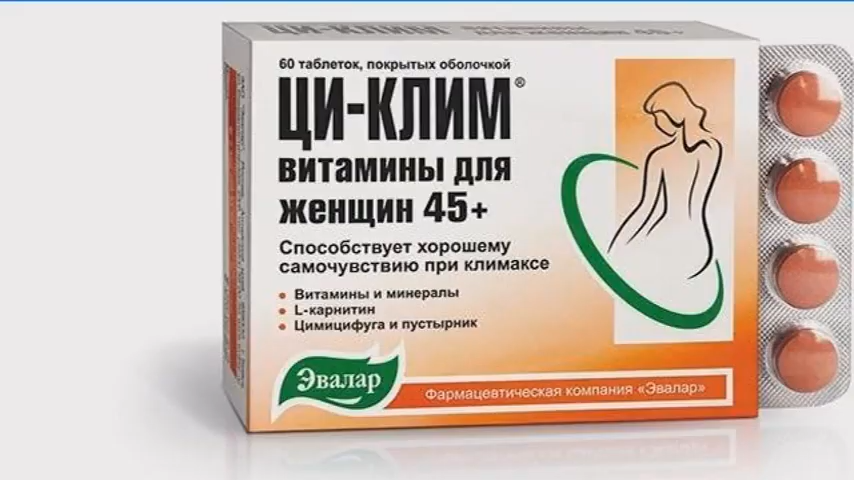 60 таблеток, покрытых оболочкой
ЦИ-КЛИМ®
витамины для
женщин 45+
Способствует хорошему
самочувствию при климаксе
• Витамины и минералы
• L-карнитин
• Цимицифуга и пустырник
Эвалар
Фармацевтическая компания «Эвалар»